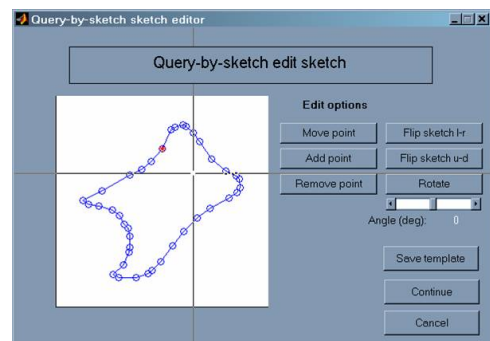 Query-by-sketch sketch editor
Query-by-sketch edit sketch
Edit options
Move point
Flip sketch l-r
Add point
Flip sketch u-d
Remove point
Rotate
Angle (deg): 0
Save template
Continue
Cancel